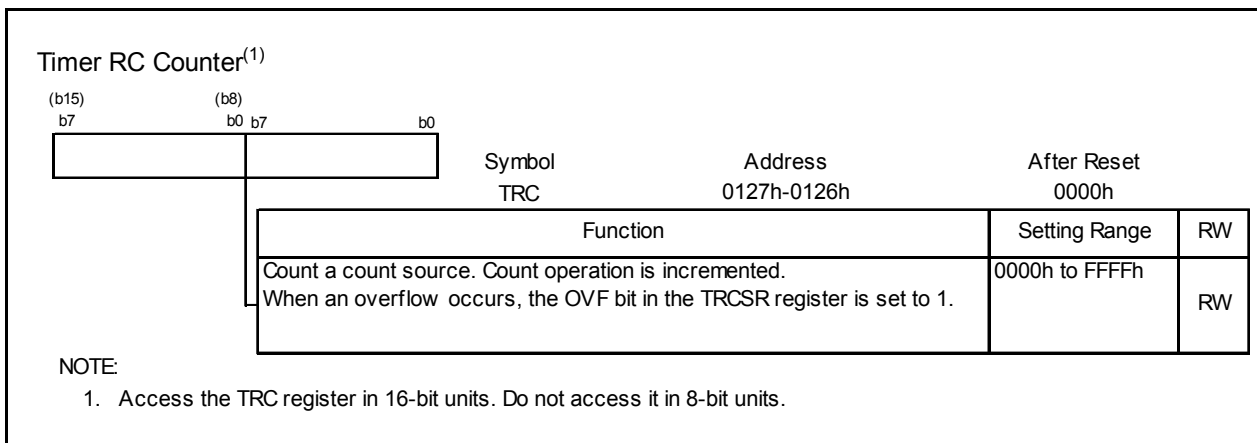 Timer RC Counter(1)
(b15) (b8)
b7 b0 b7 b0
Symbol Address After Reset
TRC 0127h-0126h 0000h
Function Setting Range RW
Count a count source. Count operation is incremented. 0000h to FFFFh
When an overflow occurs, the OVF bit in the TRCSR register is set to 1. RW
NOTE:
1. Access the TRC register in 16-bit units. Do not access it in 8-bit units.